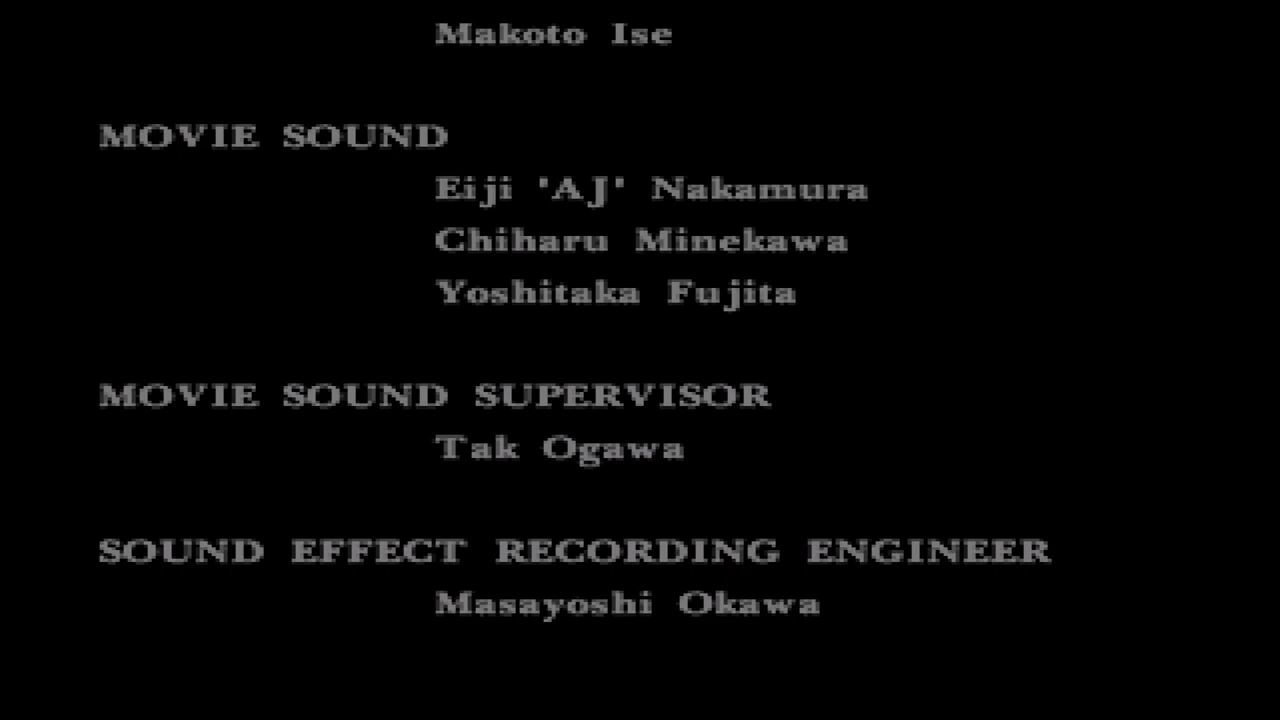 Makoto Ise
MOVIE SOUND
Eiji 'AJ' Nakamura
Chiharu Minekawa
Yoshitaka Fujita
MOVIE SOUND SUPERVISOR
Tak Ogawa
SOUND EFFECT RECORDING ENGINEER
Masayoshi Okawa